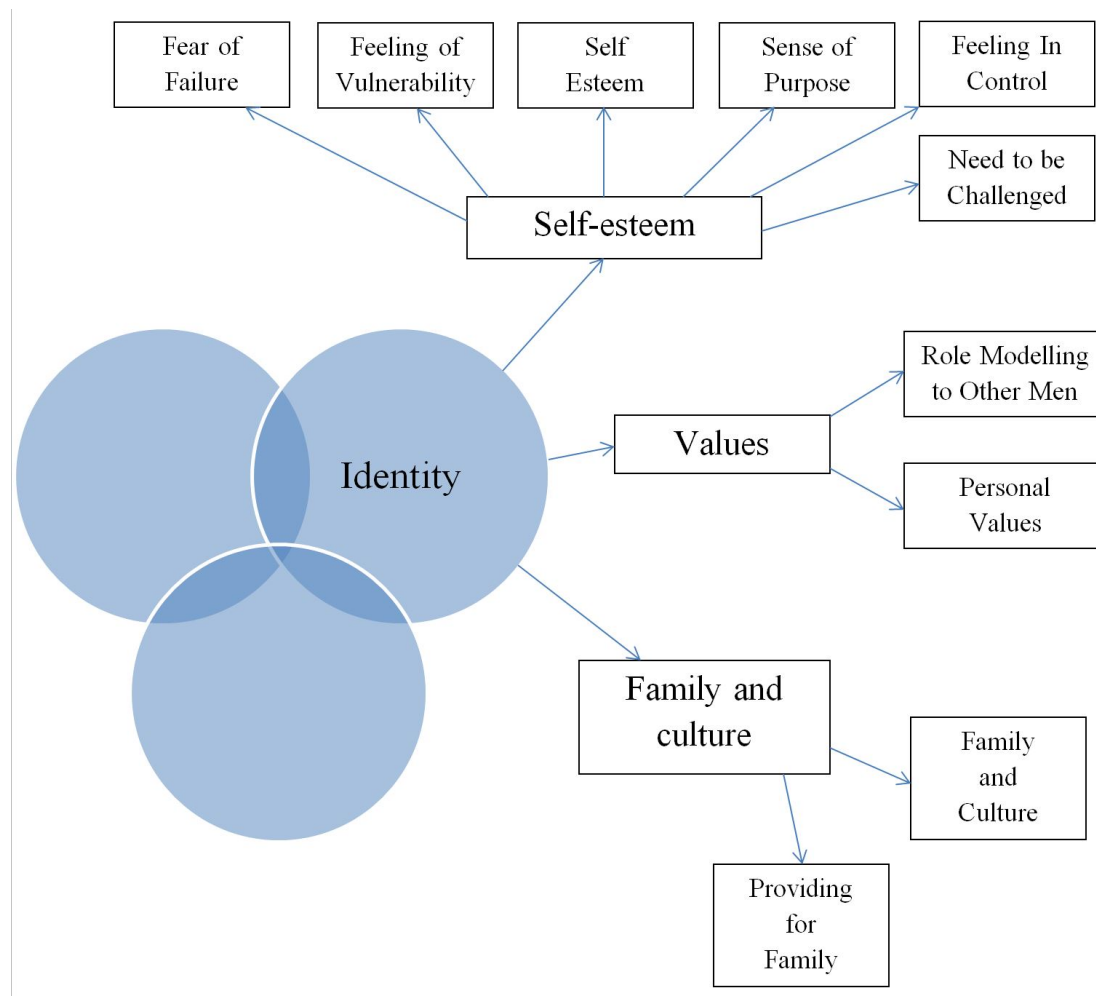 Fear of
Failure
Feeling of
Vulnerability
Self
Esteem
Sense of
Purpose
Feeling In
Control
Need to be
Challenged
Self-esteem
Role Modelling
to Other Men
Values
Identity
Personal
Values
Family and
culture
Family
and
Culture
Providing
for
Family